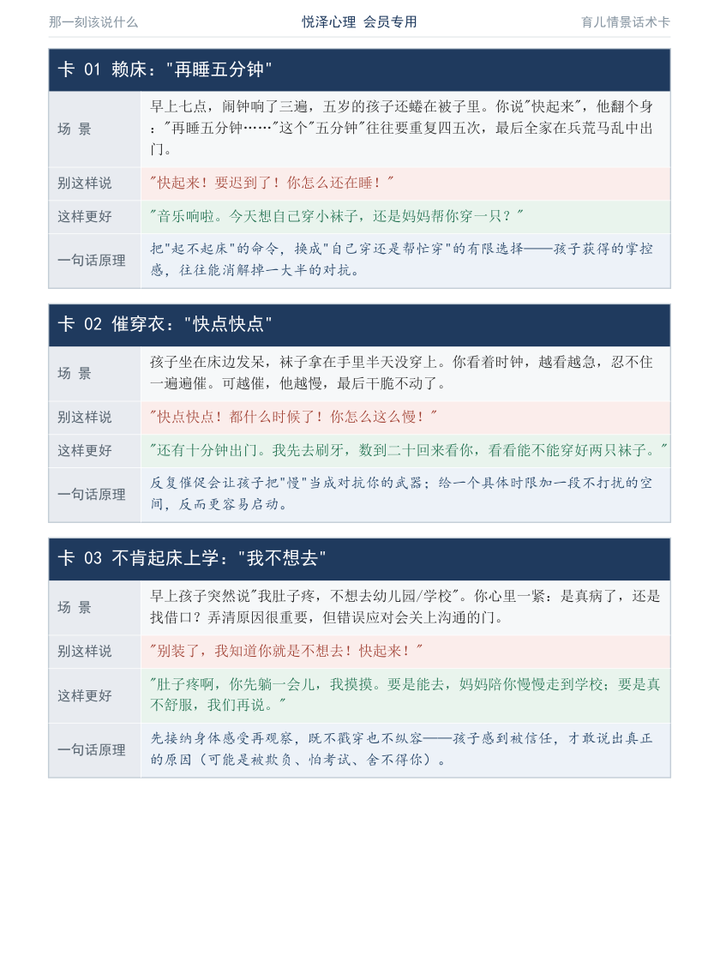 那一刻该说什么
悦泽心理 会员专用
育儿情景话术卡
卡 01 赖床："再睡五分钟"
场 景
早上七点，闹钟响了三遍，五岁的孩子还蜷在被子里。你说"快起来"，他翻个身
："再睡五分钟……"这个"五分钟"往往要重复四五次，最后全家在兵荒马乱中出
门。
别这样说
"快起来！要迟到了！你怎么还在睡！"
这样更好
"音乐响啦。今天想自己穿小袜子，还是妈妈帮你穿一只？"
一句话原理
把"起不起床"的命令，换成"自己穿还是帮忙穿"的有限选择——孩子获得的掌控
感，往往能消解掉一大半的对抗。
卡 02 催穿衣："快点快点"
场 景
孩子坐在床边发呆，袜子拿在手里半天没穿上。你看着时钟，越看越急，忍不住
一遍遍催。可越催，他越慢，最后干脆不动了。
别这样说
"快点快点！都什么时候了！你怎么这么慢！"
这样更好
"还有十分钟出门。我先去刷牙，数到二十回来看你，看看能不能穿好两只袜子。"
一句话原理
反复催促会让孩子把"慢"当成对抗你的武器；给一个具体时限加一段不打扰的空
间，反而更容易启动。
卡 03 不肯起床上学："我不想去"
场 景
早上孩子突然说"我肚子疼，不想去幼儿园/学校"。你心里一紧：是真病了，还是
找借口？弄清原因很重要，但错误应对会关上沟通的门。
别这样说
"别装了，我知道你就是不想去！快起来！"
这样更好
"肚子疼啊，你先躺一会儿，我摸摸。要是能去，妈妈陪你慢慢走到学校；要是真
不舒服，我们再说。"
一句话原理
先接纳身体感受再观察，既不戳穿也不纵容——孩子感到被信任，才敢说出真正
的原因（可能是被欺负、怕考试、舍不得你）。